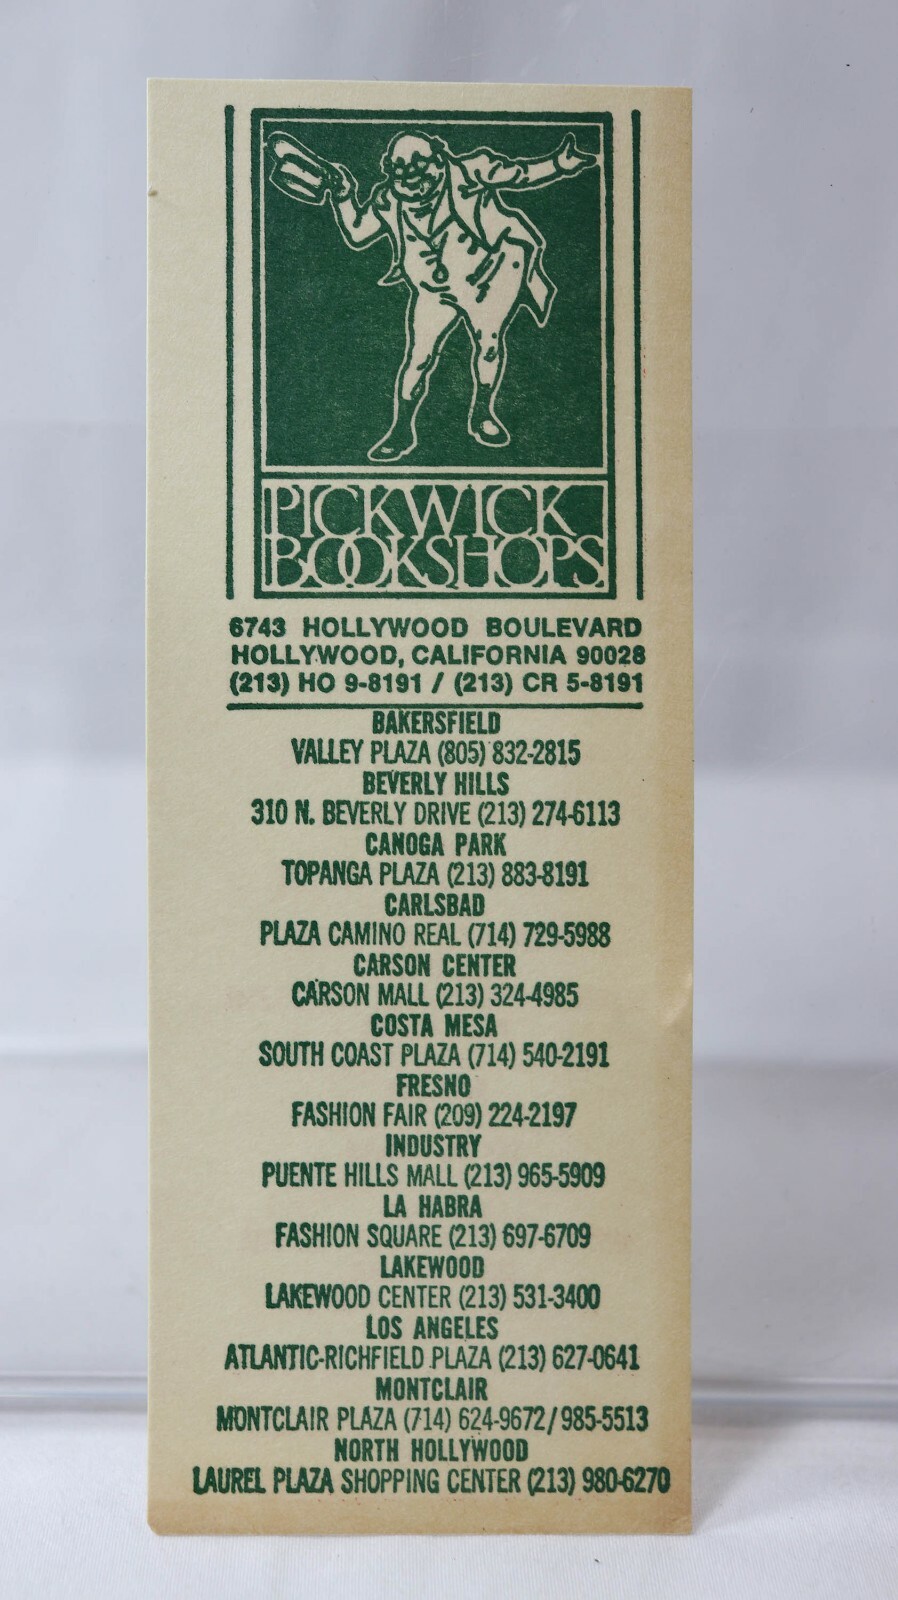 PICKWICK
BOOKSHOPS
6743 HOLLYWOOD BOULEVARD
HOLLYWOOD, CALIFORNIA 90028
(213) HO 9-8191 / (213) CR 5-8191
BAKERSFIELD
VALLEY PLAZA (805) 832-2815
BEVERLY HILLS
310 N. BEVERLY DRIVE (213) 274-6113
CANOGA PARK
TOPANGA PLAZA (213) 883-8191
CARLSBAD
PLAZA CAMINO REAL (714) 729-5988
CARSON CENTER
CARSON MALL (213) 324-4985
COSTA MESA
SOUTH COAST PLAZA (714) 540-2191
FRESNO
FASHION FAIR (209) 224-2197
INDUSTRY
PUENTE HILLS MALL (213) 965-5909
LA HABRA
FASHION SQUARE (213) 697-6709
LAKEWOOD
LAKEWOOD CENTER (213) 531-3400
LOS ANGELES
ATLANTIC-RICHFIELD PLAZA (213) 627-0641
MONTCLAIR
MONTCLAIR PLAZA (714) 624-9672/985-5513
NORTH HOLLYWOOD
LAUREL PLAZA SHOPPING CENTER (213) 980-6270